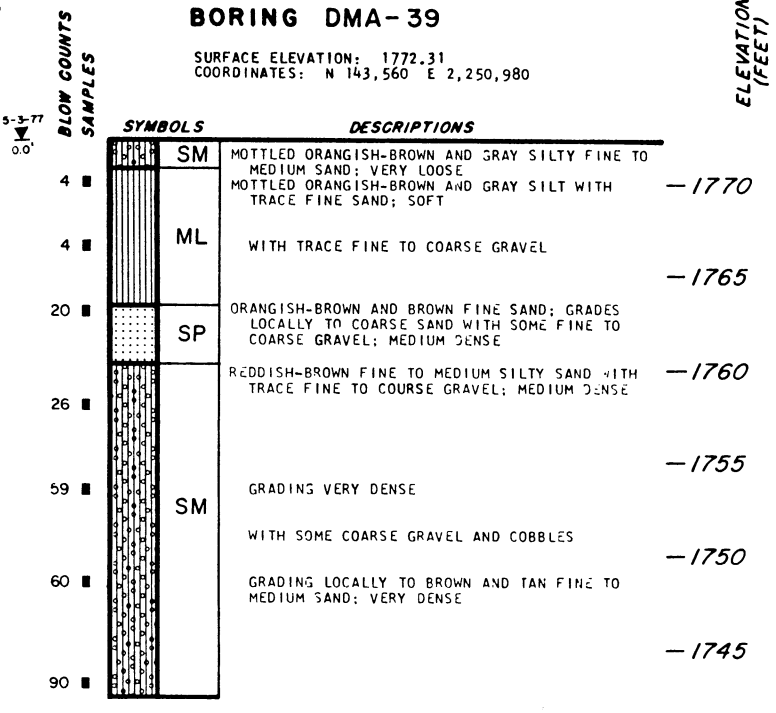 BORING DMA-39
SURFACE ELEVATION: 1772.31
COORDINATES: N 143,560 E 2,250,980
ELEVATION
(FEET)
BLOW COUNTS
SAMPLES
5-3-77
0.0'
SYMBOLS DESCRIPTIONS
SM MOTTLED ORANGISH-BROWN AND GRAY SILTY FINE TO
MEDIUM SAND; VERY LOOSE
4 MOTTLED ORANGISH-BROWN AND GRAY SILT WITH —1770
TRACE FINE SAND; SOFT
ML
4 WITH TRACE FINE TO COARSE GRAVEL
—1765
20 ORANGISH-BROWN AND BROWN FINE SAND; GRADES
LOCALLY TO COARSE SAND WITH SOME FINE TO
SP COARSE GRAVEL; MEDIUM DENSE
REDDISH-BROWN FINE TO MEDIUM SILTY SAND WITH —1760
TRACE FINE TO COURSE GRAVEL; MEDIUM DENSE
26
—1755
59 GRADING VERY DENSE
SM
WITH SOME COARSE GRAVEL AND COBBLES
—1750
60 GRADING LOCALLY TO BROWN AND TAN FINE TO
MEDIUM SAND; VERY DENSE
—1745
90